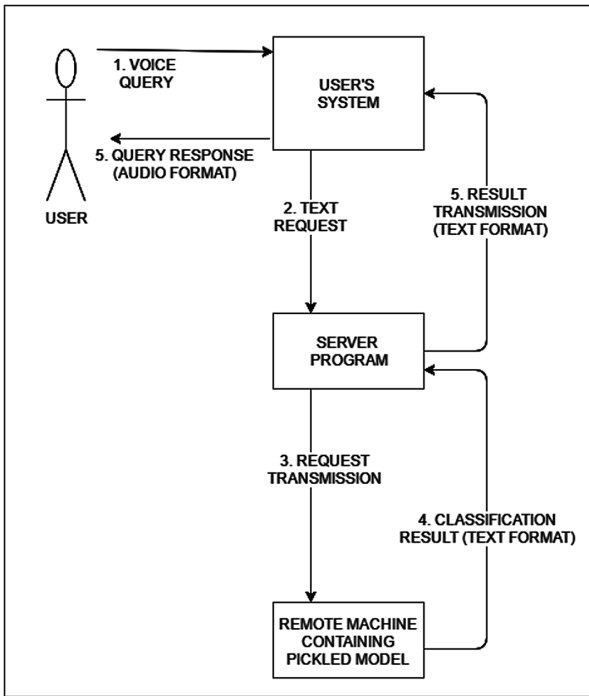 1. VOICE
QUERY
USER'S
SYSTEM
5. QUERY RESPONSE
(AUDIO FORMAT)
USER
2. TEXT
REQUEST
5. RESULT
TRANSMISSION
(TEXT FORMAT)
SERVER
PROGRAM
3. REQUEST
TRANSMISSION
4. CLASSIFICATION
RESULT (TEXT FORMAT)
REMOTE MACHINE
CONTAINING
PICKLED MODEL